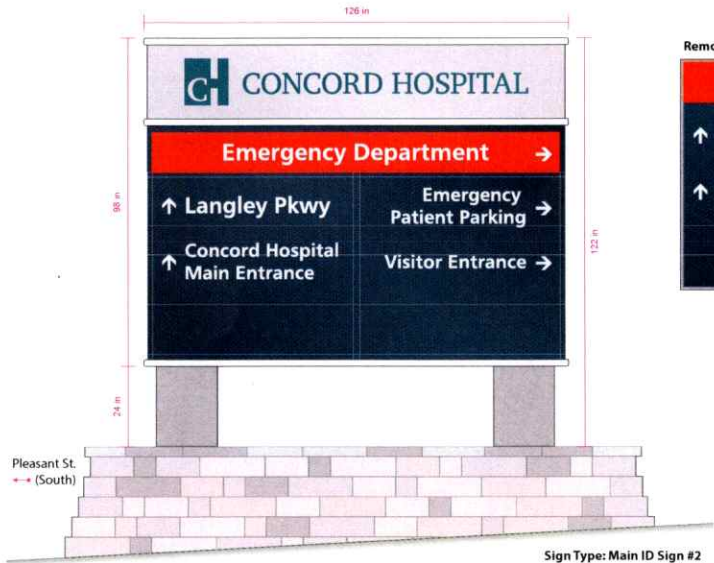 126 in
Remo
CH CONCORD HOSPITAL
98 in
122 in
Emergency Department →
↑ Langley Pkwy
Emergency
Patient Parking →
↑ Concord Hospital
Main Entrance
Visitor Entrance →
24 in
Pleasant St.
↔ (South)
Sign Type: Main ID Sign #2